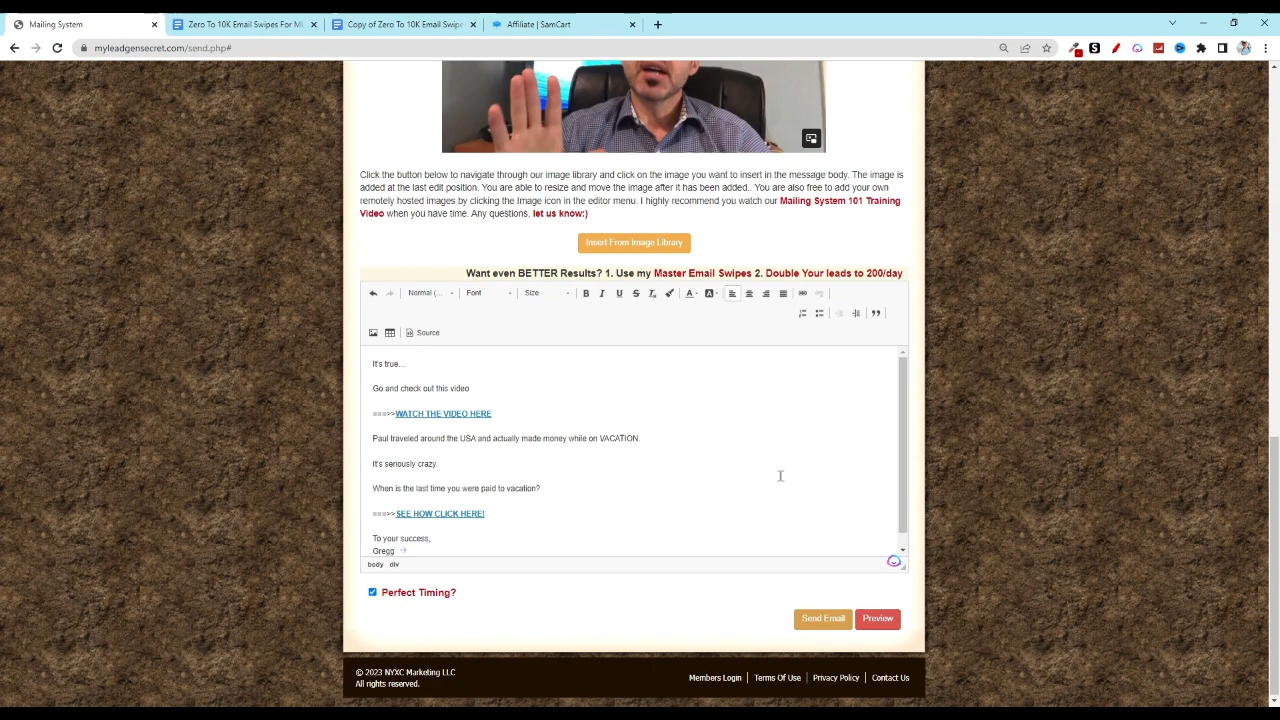 Mailing System
Zero To 10K Email Swipes For ML
Copy of Zero To 10K Email Swipe
Affiliate | SamCart
myleadgensecret.com/send.php#
Click the button below to navigate through our image library and click on the image you want to insert in the message body. The image is
added at the last edit position. You are able to resize and move the image after it has been added.. You are also free to add your own
remotely hosted images by clicking the Image icon in the editor menu. I highly recommend you watch our Mailing System 101 Training
Video when you have time. Any questions, let us know:)
Insert From Image Library
Want even BETTER Results? 1. Use my Master Email Swipes 2. Double Your leads to 200/day
Normal (... Font Size
Source
It's true...
Go and check out this video
===>>WATCH THE VIDEO HERE
Paul traveled around the USA and actually made money while on VACATION.
It's seriously crazy.
When is the last time you were paid to vacation?
===>>SEE HOW CLICK HERE!
To your success,
Gregg
body div
Perfect Timing?
Send Email Preview
© 2023 NYXC Marketing LLC
All rights reserved.
Members Login | Terms Of Use | Privacy Policy | Contact Us